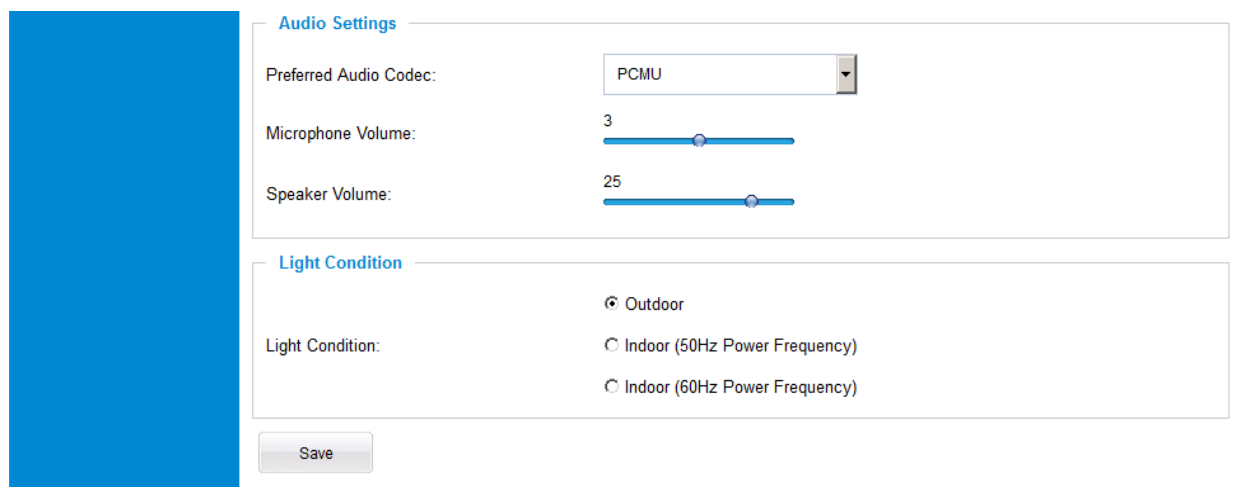 Audio Settings
Preferred Audio Codec: PCMU
Microphone Volume: 3
Speaker Volume: 25
Light Condition
Outdoor
Light Condition: Indoor (50Hz Power Frequency)
Indoor (60Hz Power Frequency)
Save